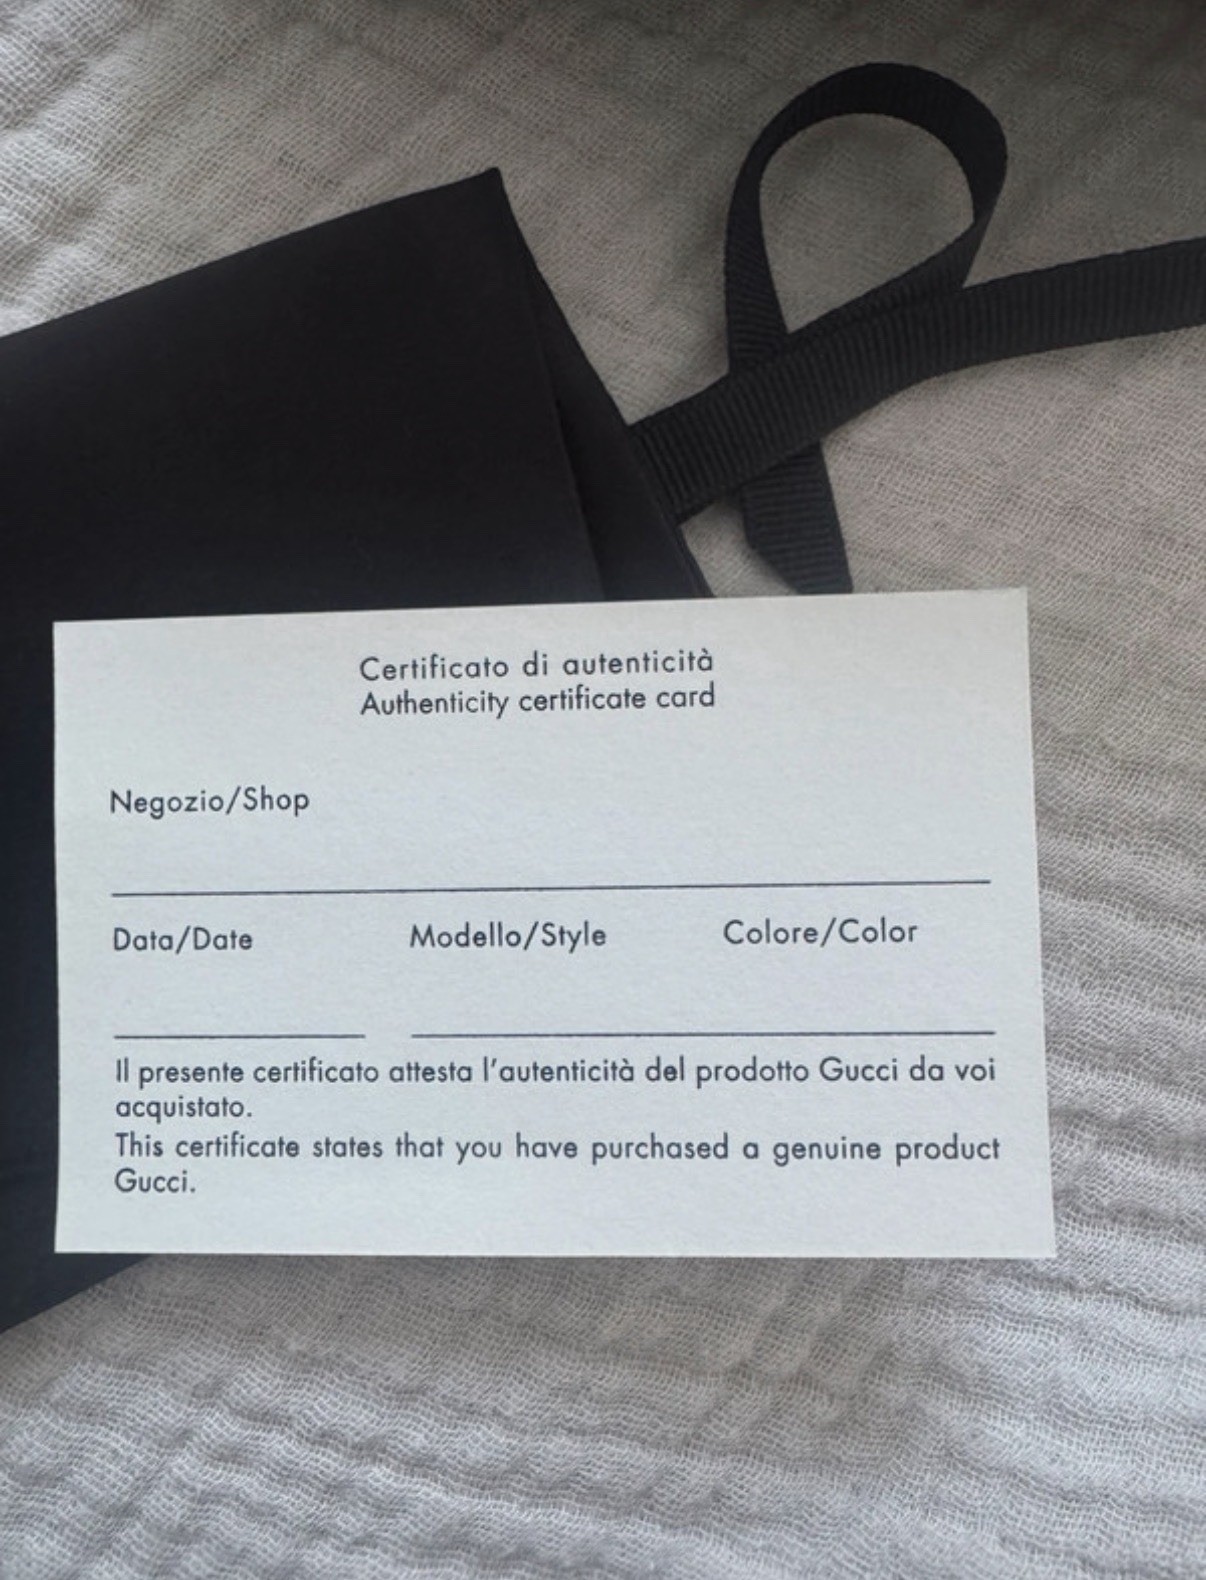 Certificato di autenticità
Authenticity certificate card
Negozio/Shop
Data/Date Modello/Style Colore/Color
Il presente certificato attesta l'autenticità del prodotto Gucci da voi
acquistato.
This certificate states that you have purchased a genuine product
Gucci.